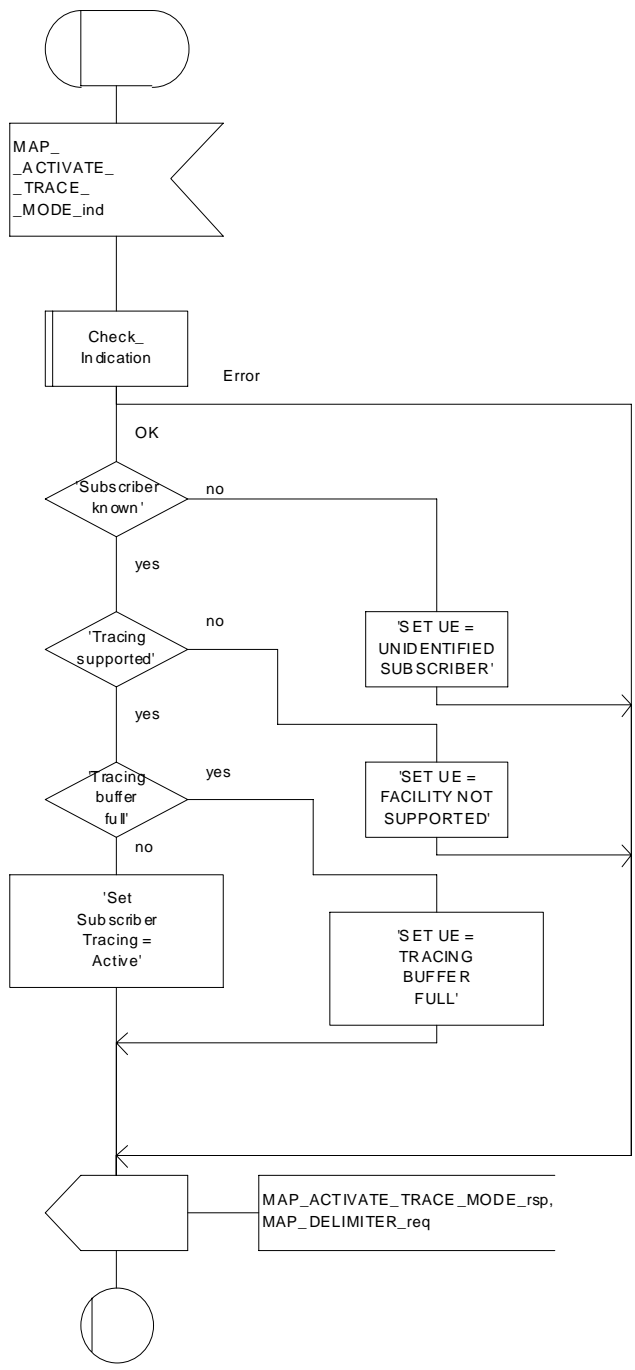 MAP_
_ACTIVATE_
_TRACE_
_MODE_ind
Check_
Indication
Error
OK
'Subscriber
known'
no
yes
'Tracing
supported'
no
'SET UE =
UNIDENTIFIED
SUBSCRIBER'
yes
'Tracing
buffer
full'
yes
'SET UE =
FACILITY NOT
SUPPORTED'
no
'Set
Subscriber
Tracing =
Active'
'SET UE =
TRACING
BUFFER
FULL'
MAP_ACTIVATE_TRACE_MODE_rsp,
MAP_DELIMITER_req